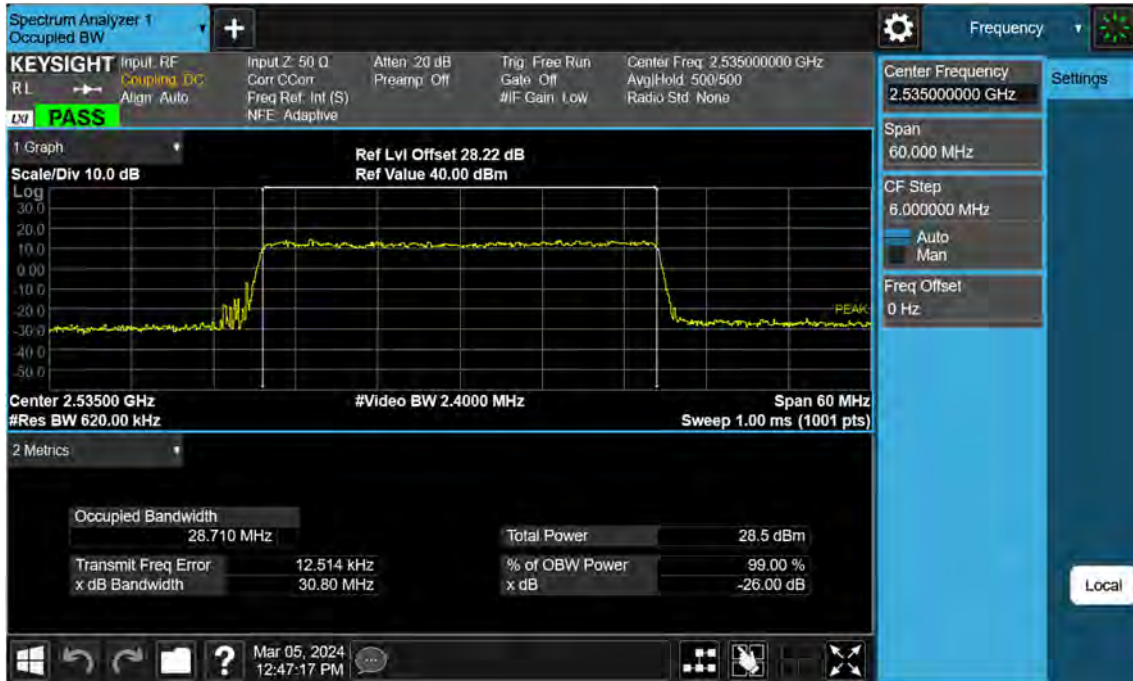 Spectrum Analyzer 1
Occupied BW
+
Frequency
KEYSIGHT
RL
LXI
PASS
Input: RF
Coupling: DC
Align: Auto
Input Z: 50 Ω
Corr CCorr
Freq Ref: Int (S)
NFE: Adaptive
Atten: 20 dB
Preamp: Off
Trig: Free Run
Gate: Off
#IF Gain: Low
Center Freq: 2.535000000 GHz
Avg|Hold: 500/500
Radio Std: None
1 Graph
Scale/Div 10.0 dB
Ref Lvl Offset 28.22 dB
Ref Value 40.00 dBm
Log
30.0
20.0
10.0
0.00
-10.0
-20.0
-30.0
-40.0
-50.0
PEAK
Center 2.53500 GHz
#Video BW 2.4000 MHz
Span 60 MHz
#Res BW 620.00 kHz
Sweep 1.00 ms (1001 pts)
2 Metrics
Occupied Bandwidth
28.710 MHz
Total Power 28.5 dBm
Transmit Freq Error 12.514 kHz
% of OBW Power 99.00 %
x dB Bandwidth 30.80 MHz
x dB -26.00 dB
?
Mar 05, 2024
12:47:17 PM
Center Frequency
2.535000000 GHz
Settings
Span
60.000 MHz
CF Step
6.000000 MHz
Auto
Man
Freq Offset
0 Hz
Local